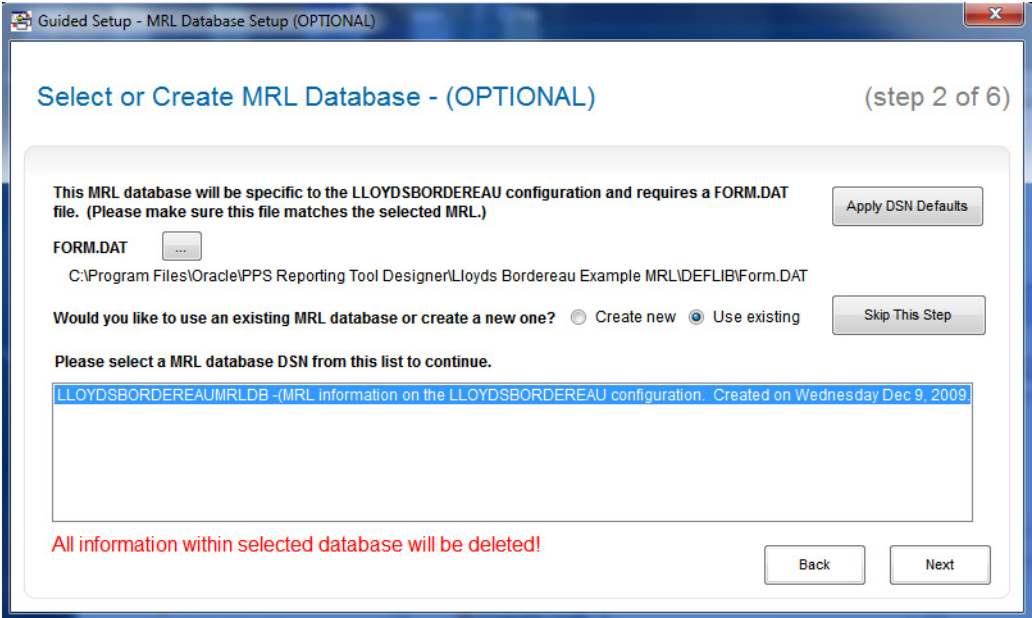 Guided Setup - MRL Database Setup (OPTIONAL)
x
Select or Create MRL Database - (OPTIONAL)
(step 2 of 6)
This MRL database will be specific to the LLOYDSBORDEREAU configuration and requires a FORM.DAT
file. (Please make sure this file matches the selected MRL.)
Apply DSN Defaults
FORM.DAT ...
C:\Program Files\Oracle\PPS Reporting Tool Designer\Lloyds Bordereau Example MRL\DEFLIB\Form.DAT
Would you like to use an existing MRL database or create a new one? Create new Use existing
Skip This Step
Please select a MRL database DSN from this list to continue.
LLOYDSBORDEREAUMRLDB -(MRL information on the LLOYDSBORDEREAU configuration. Created on Wednesday Dec 9, 2009.
All information within selected database will be deleted!
Back Next